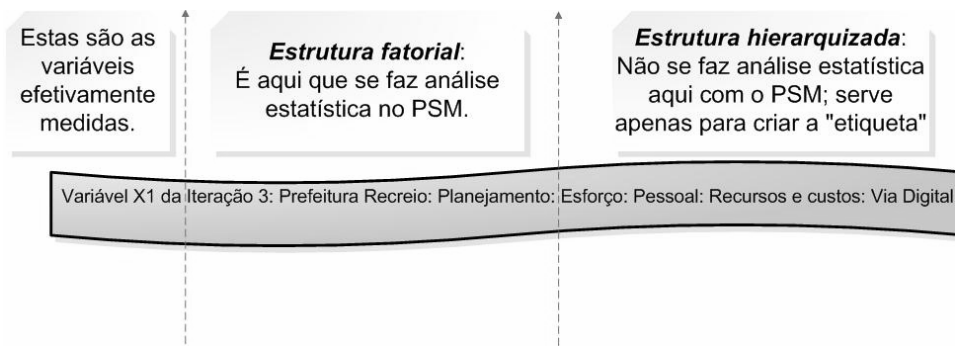 Estas são as
variáveis
efetivamente
medidas.
Estrutura fatorial:
É aqui que se faz análise
estatística no PSM.
Estrutura hierarquizada:
Não se faz análise estatística
aqui com o PSM; serve
apenas para criar a "etiqueta"
Variável X1 da Iteração 3: Prefeitura Recreio: Planejamento: Esforço: Pessoal: Recursos e custos: Via Digital